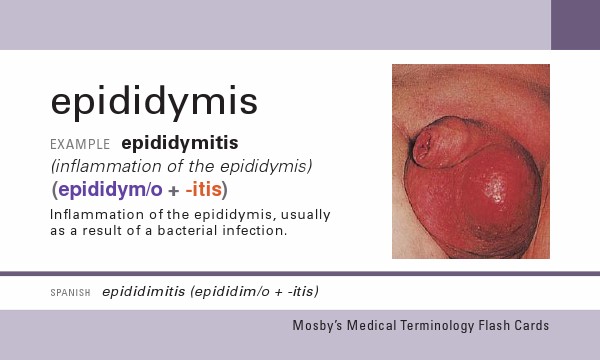 epididymis
EXAMPLE epididymitis
(inflammation of the epididymis)
(epididym/o + -itis)
Inflammation of the epididymis, usually
as a result of a bacterial infection.
SPANISH epididimitis (epididim/o + -itis)
Mosby's Medical Terminology Flash Cards